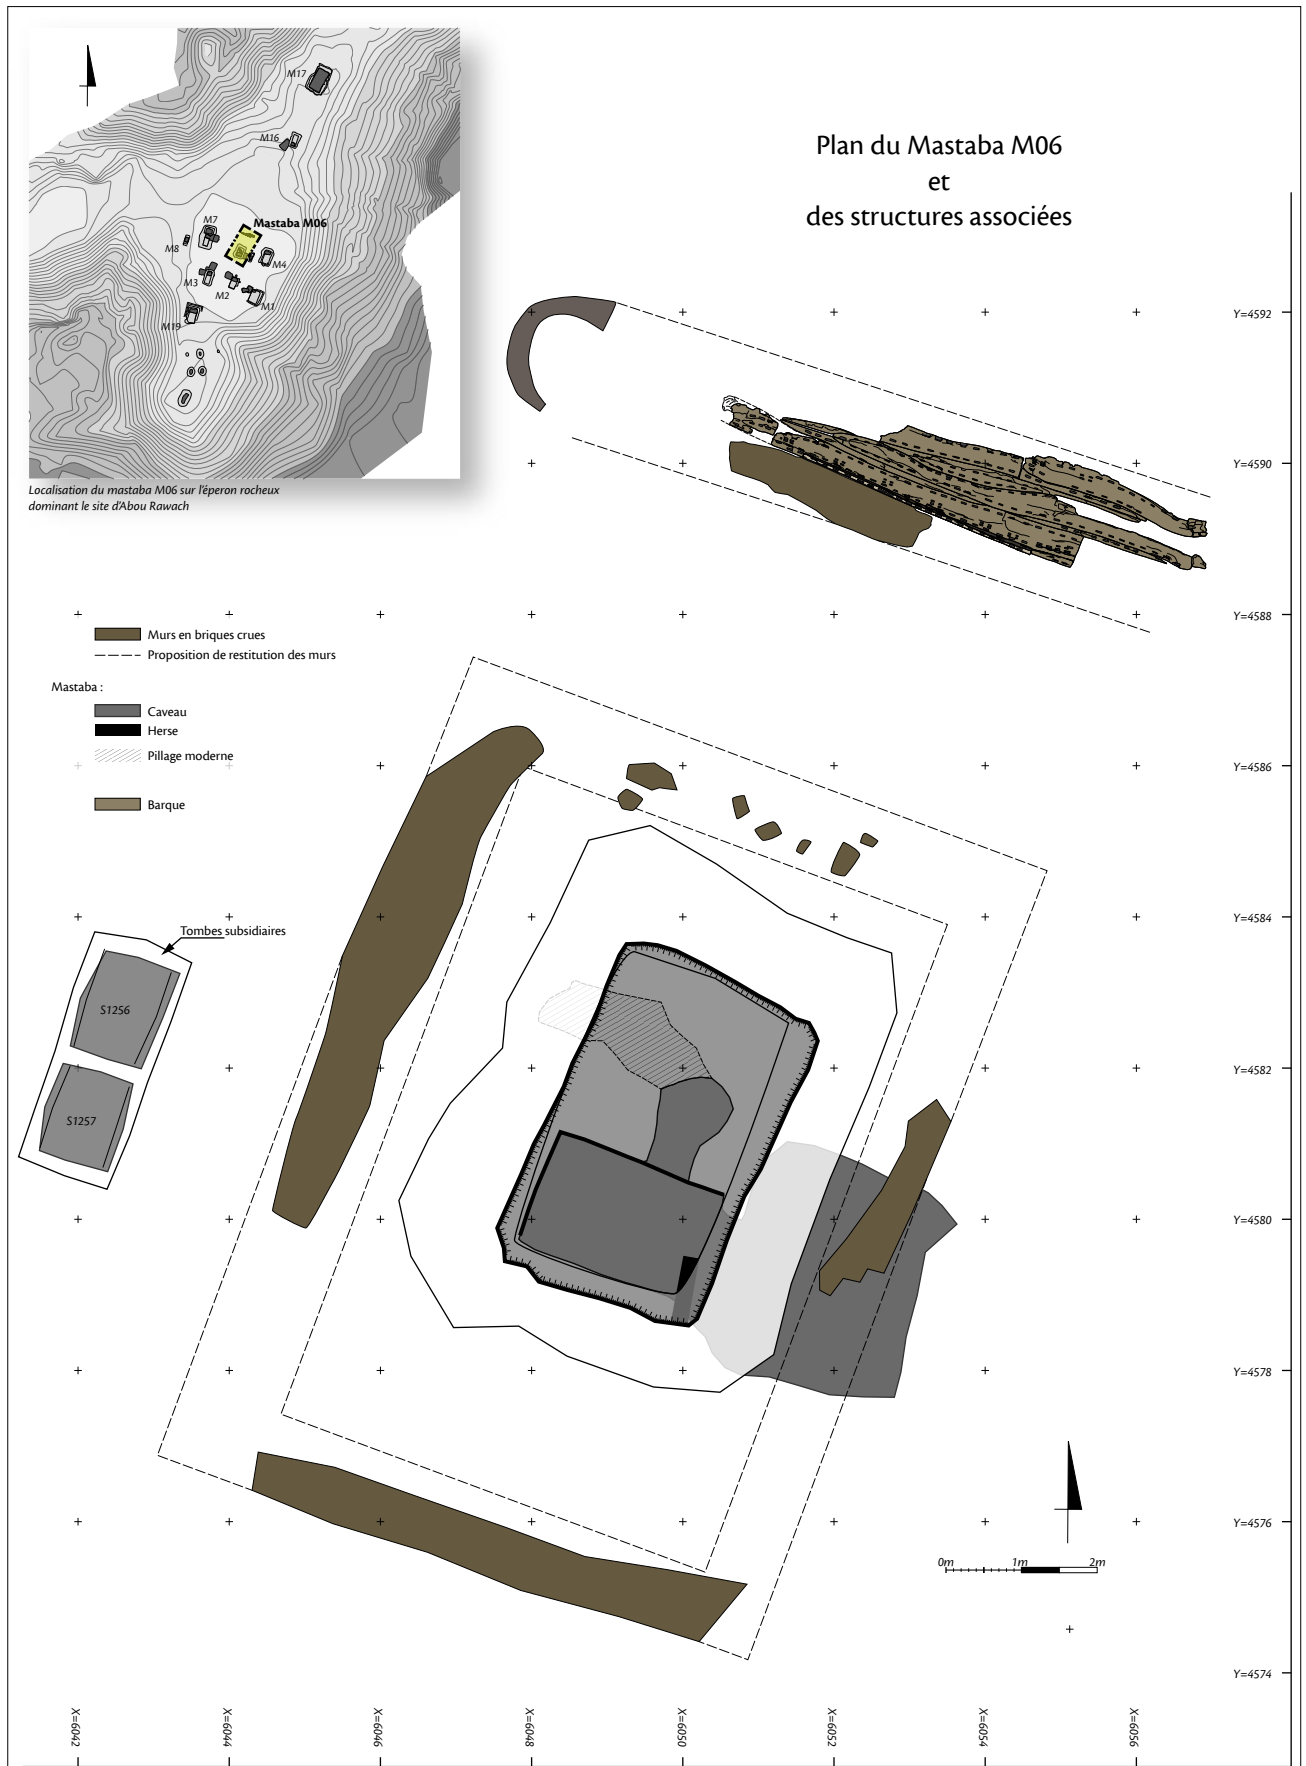 Plan du Mastaba M06
et
des structures associées
M17
M16
M7
Mastaba M06
M8
M4
M3
M2
M1
M19
Localisation du mastaba M06 sur l'éperon rocheux
dominant le site d'Abou Rawach
Y=4592
Y=4590
Y=4588
Murs en briques crues
Proposition de restitution des murs
Mastaba :
Caveau
Herse
Pillage moderne
Barque
Y=4586
Y=4584
Tombes subsidiaires
S1256
S1257
Y=4582
Y=4580
Y=4578
Y=4576
0m 1m 2m
Y=4574
X=6042
X=6044
X=6046
X=6048
X=6050
X=6052
X=6054
X=6056